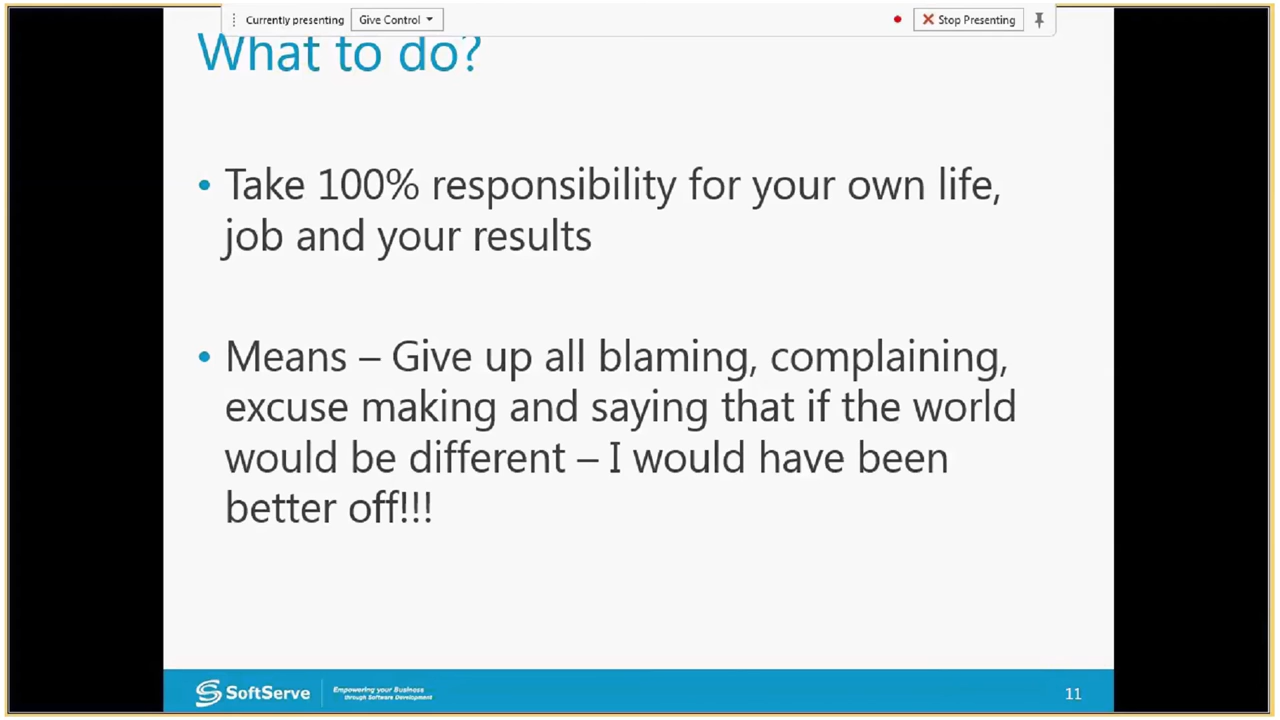 Currently presenting Give Control Stop Presenting
What to do?
• Take 100% responsibility for your own life,
job and your results
• Means – Give up all blaming, complaining,
excuse making and saying that if the world
would be different – I would have been
better off!!!
SoftServe
Empowering your Business
through Software Development
11